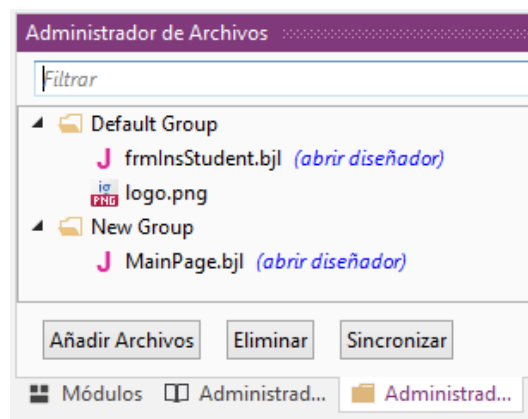 Administrador de Archivos
Filtrar
Default Group
J frmInsStudent.bjl (abrir diseñador)
PNG logo.png
New Group
J MainPage.bjl (abrir diseñador)
Añadir Archivos Eliminar Sincronizar
Módulos Administrad... Administrad...